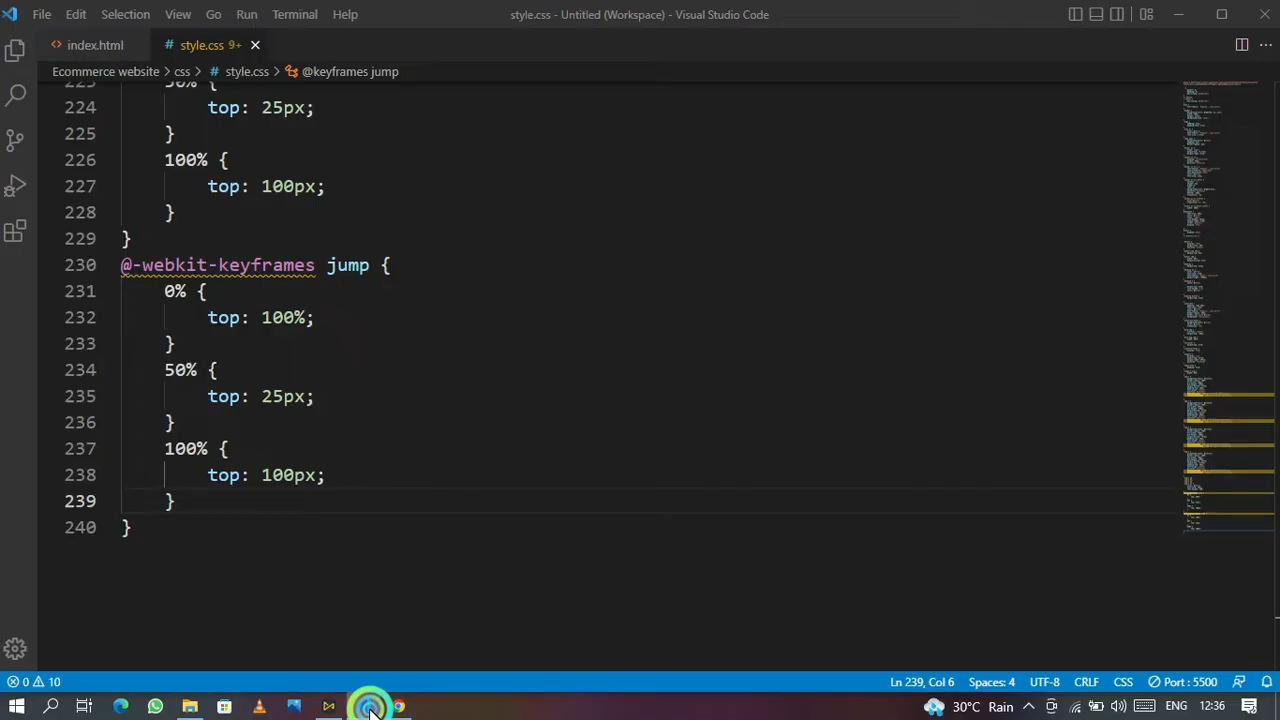 File Edit Selection View Go Run Terminal Help style.css - Untitled (Workspace) - Visual Studio Code
index.html style.css 9+
Ecommerce website > css > # style.css > @keyframes jump
223 50% {
224 top: 25px;
225 }
226 100% {
227 top: 100px;
228 }
229 }
230 @-webkit-keyframes jump {
231 0% {
232 top: 100%;
233 }
234 50% {
235 top: 25px;
236 }
237 100% {
238 top: 100px;
239 }
240 }
0 10 Ln 239, Col 6 Spaces: 4 UTF-8 CRLF CSS Port : 5500
30°C Rain ENG 12:36